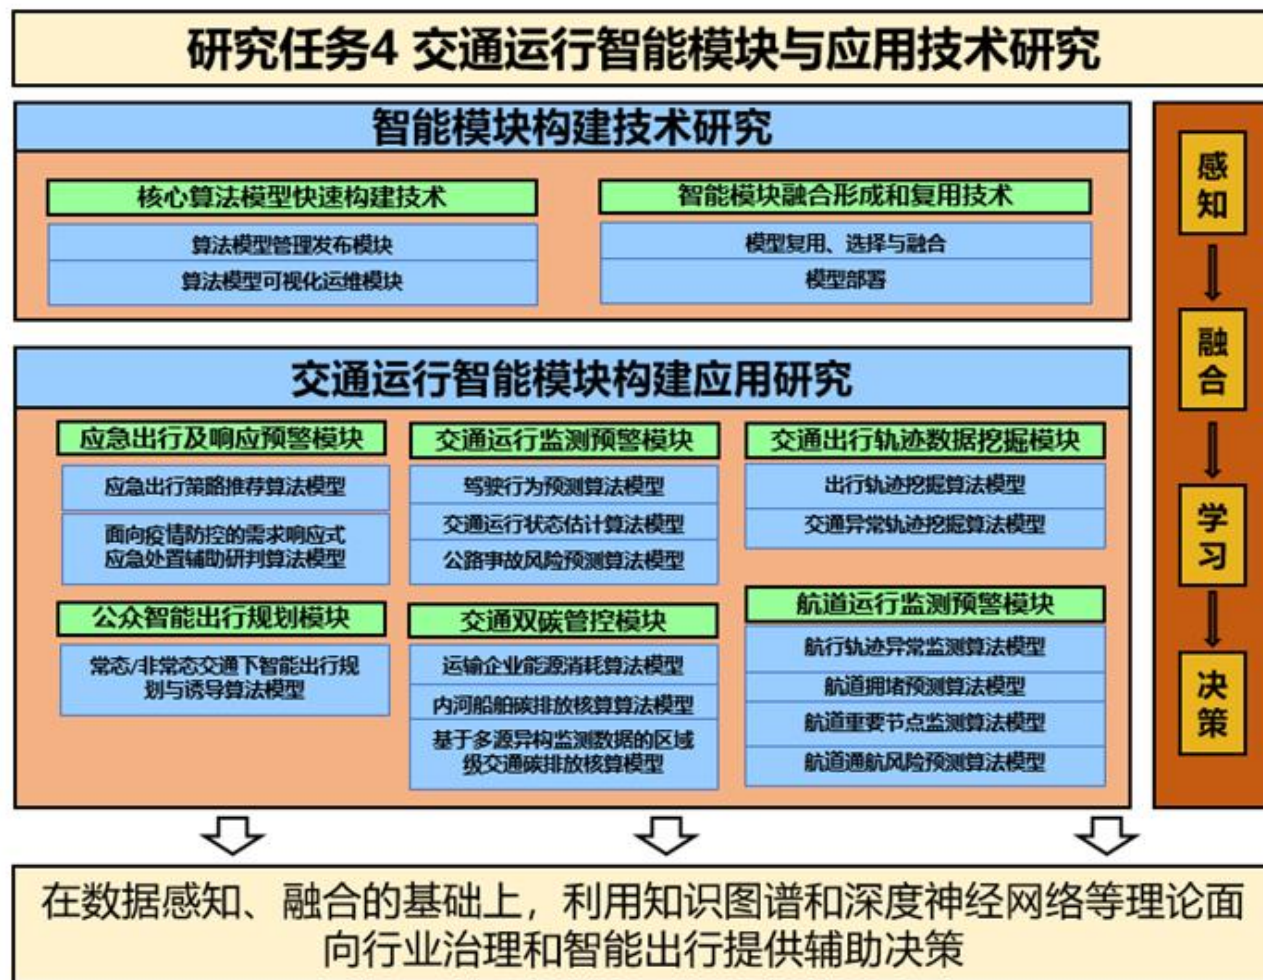 研究任务4 交通运行智能模块与应用技术研究
智能模块构建技术研究
核心算法模型快速构建技术
算法模型管理发布模块
算法模型可视化运维模块
智能模块融合形成和复用技术
模型复用、选择与融合
模型部署
交通运行智能模块构建应用研究
应急出行及响应预警模块
应急出行策略推荐算法模型
面向疫情防控的需求响应式
应急处置辅助研判算法模型
公众智能出行规划模块
常态/非常态交通下智能出行规
划与诱导算法模型
交通运行监测预警模块
驾驶行为预测算法模型
交通运行状态估计算法模型
公路事故风险预测算法模型
交通双碳管控模块
运输企业能源消耗算法模型
内河船舶碳排放核算算法模型
基于多源异构监测数据的区域
级交通碳排放核算模型
交通出行轨迹数据挖掘模块
出行轨迹挖掘算法模型
交通异常轨迹挖掘算法模型
航道运行监测预警模块
航行轨迹异常监测算法模型
航道拥堵预测算法模型
航道重要节点监测算法模型
航道通航风险预测算法模型
感知
融合
学习
决策
在数据感知、融合的基础上，利用知识图谱和深度神经网络等理论面
向行业治理和智能出行提供辅助决策